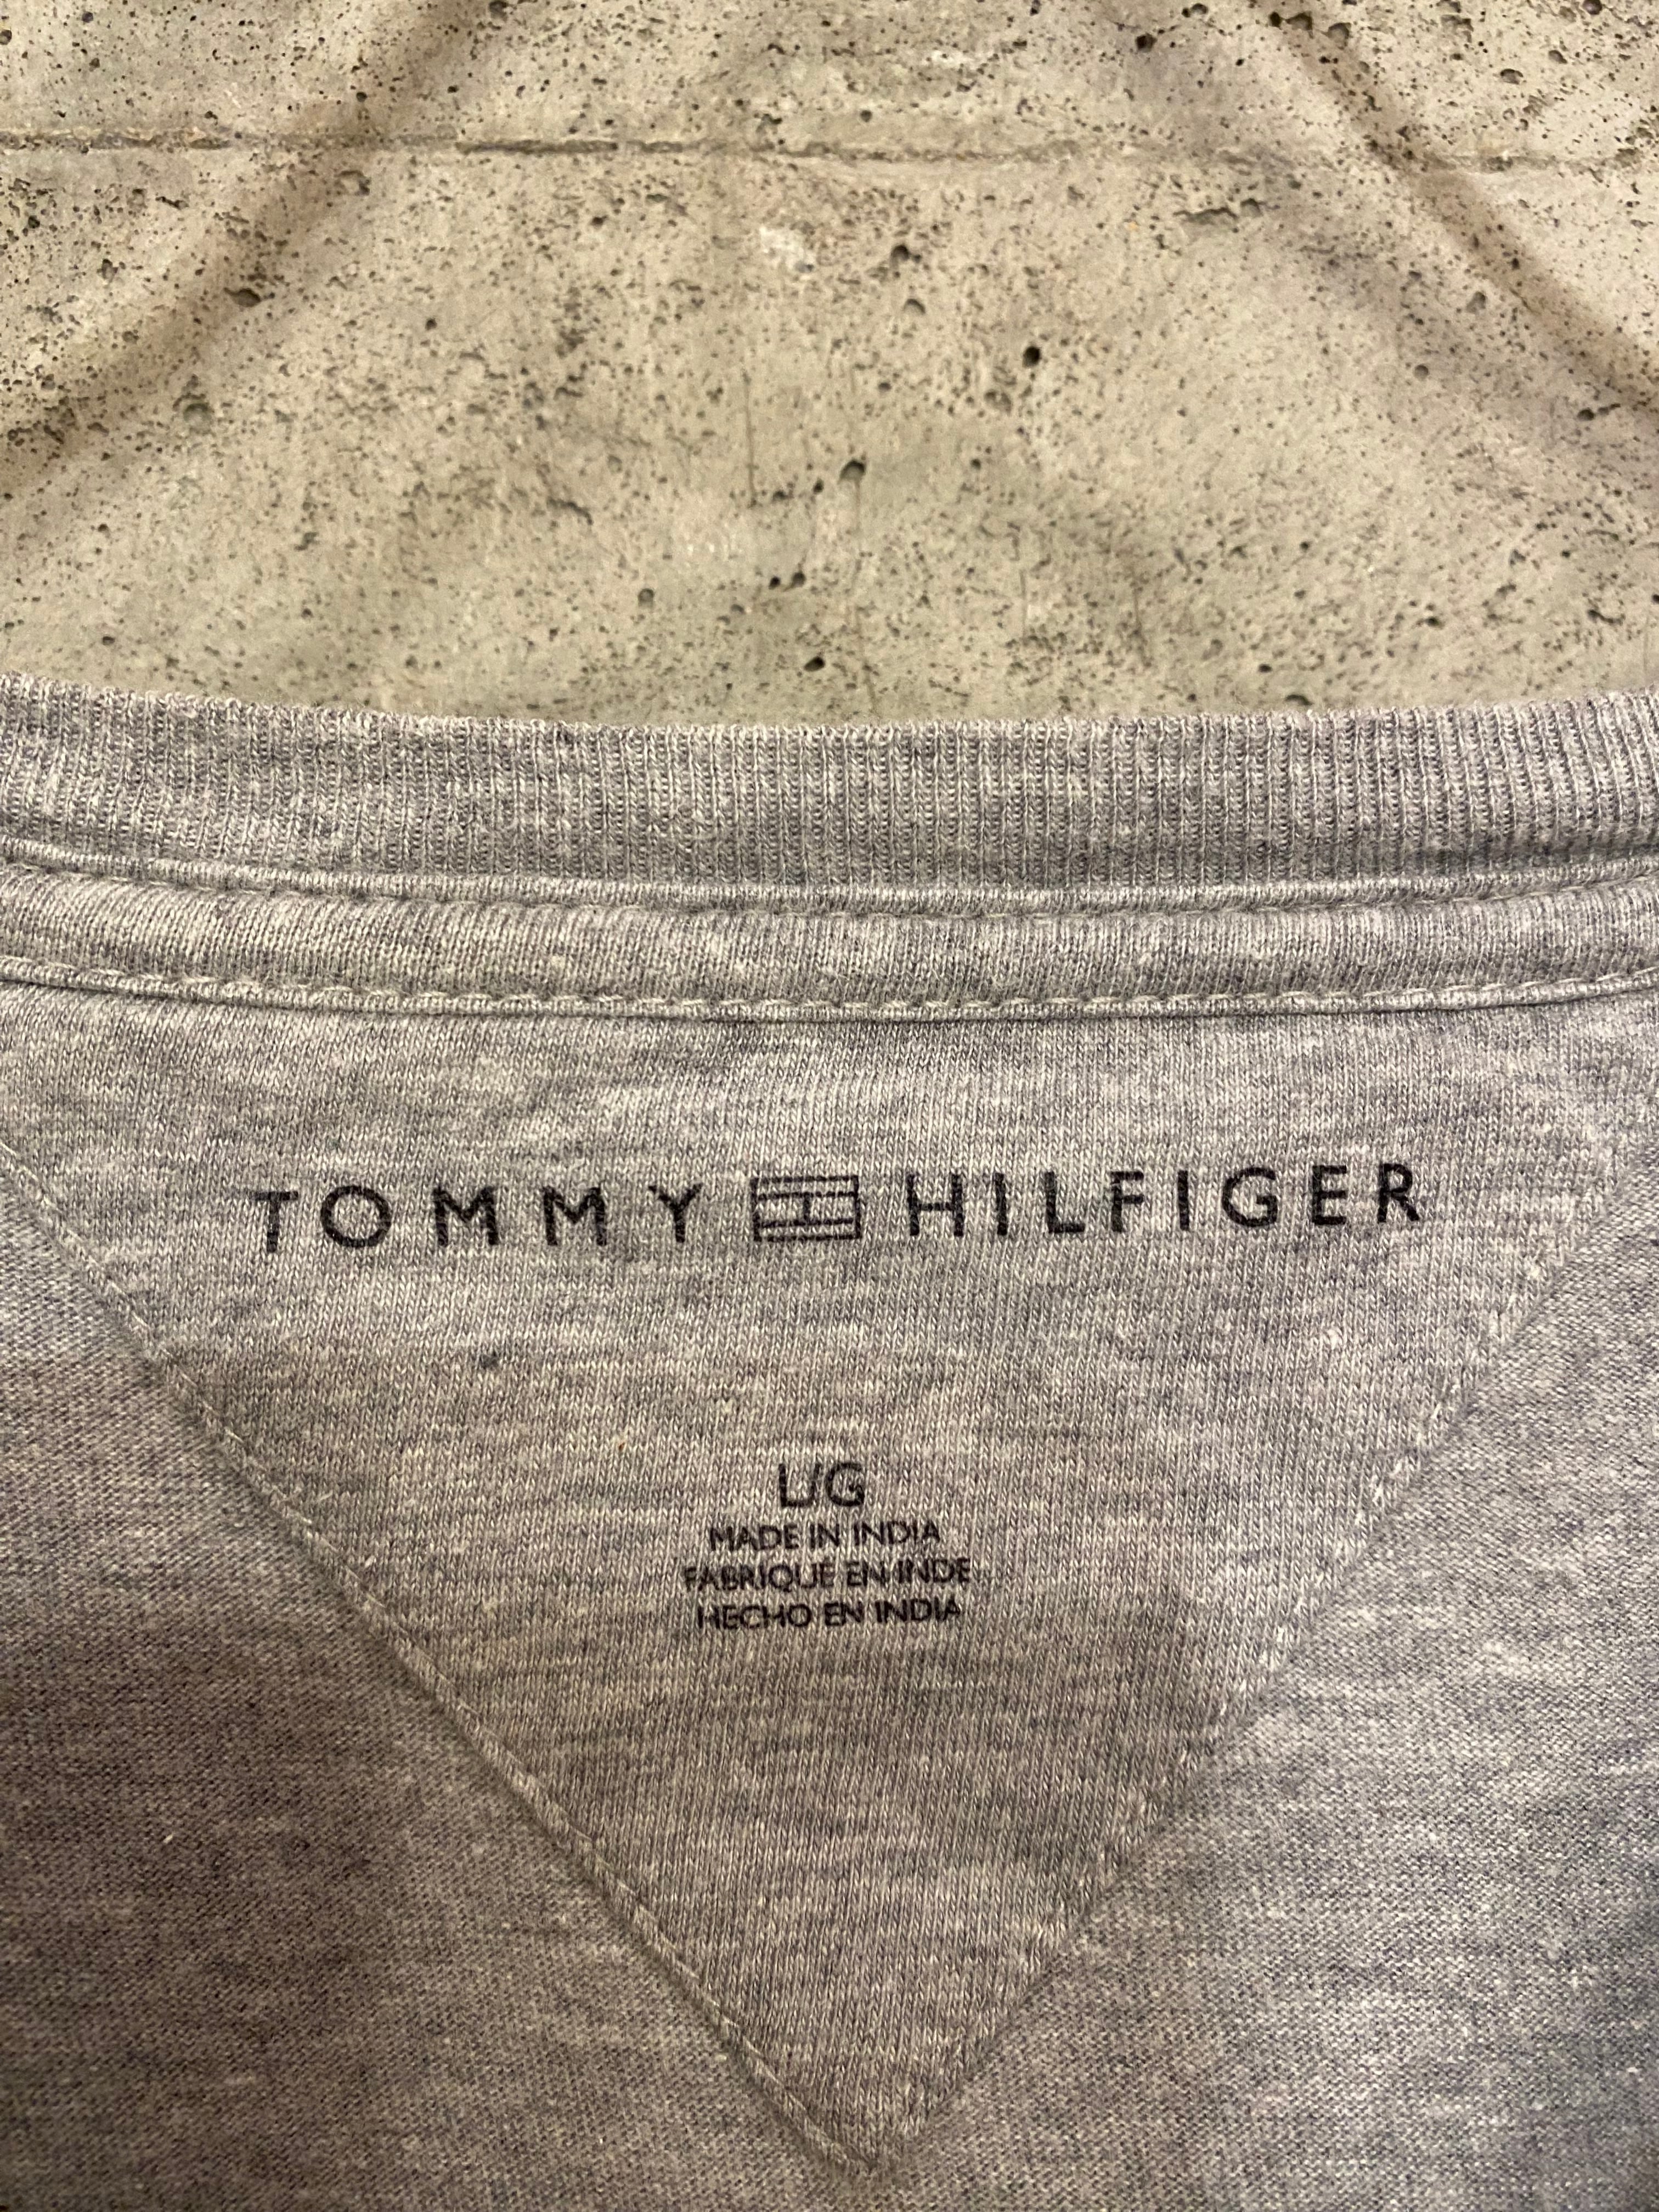 TOMMY HILFIGER
L/G
MADE IN INDIA
FABRIQUE EN INDE
HECHO EN INDIA